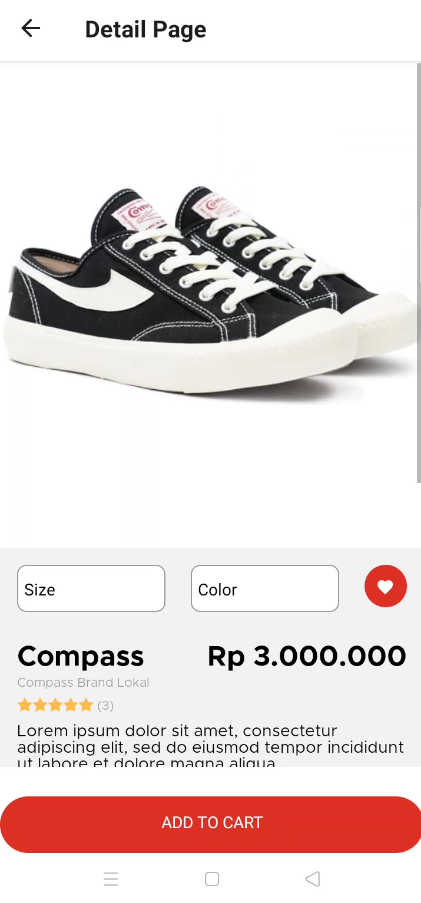 Detail Page
Size
Color
Compass
Rp 3.000.000
Compass Brand Lokal
(3)
Lorem ipsum dolor sit amet, consectetur
adipiscing elit, sed do eiusmod tempor incididunt
ut labore et dolore magna aliqua
ADD TO CART